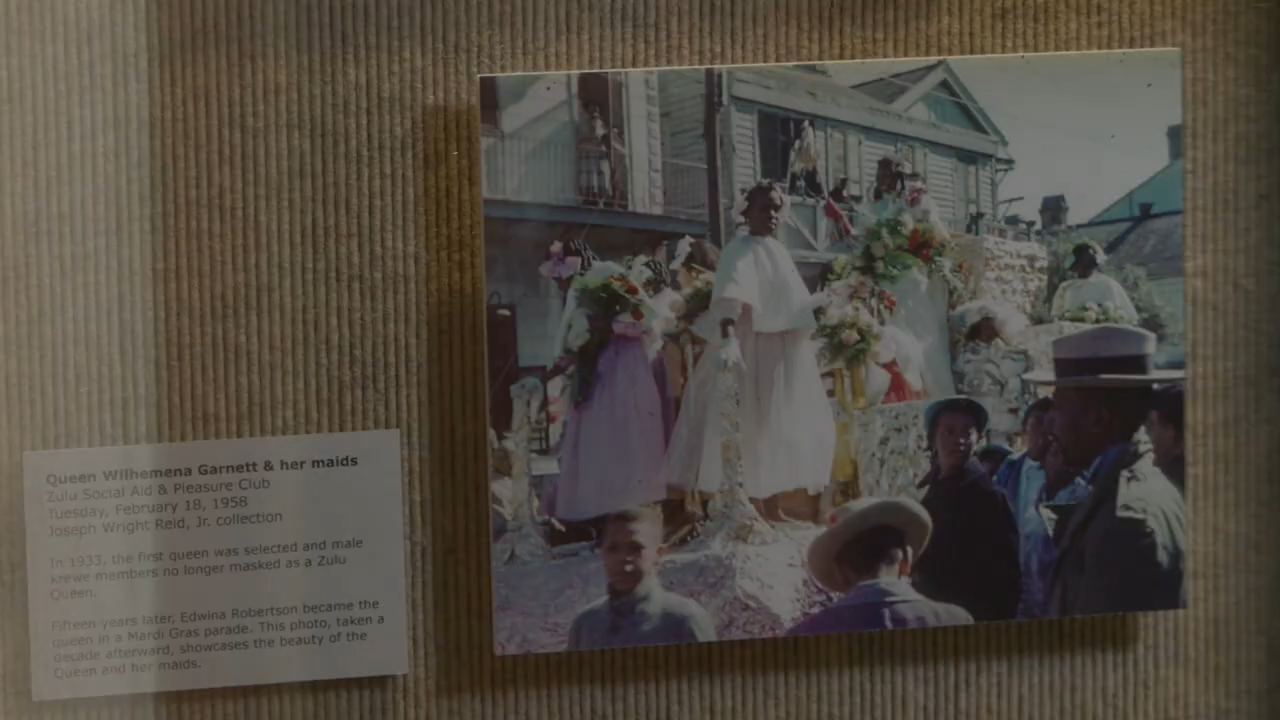 Queen Wilhemena Garnett & her maids
Zulu Social Aid & Pleasure Club
Tuesday, February 18, 1958
Joseph Wright Reid, Jr. collection
In 1933, the first queen was selected and male
krewe members no longer masked as a Zulu
Queen.
Fifteen years later, Edwina Robertson became the
queen in a Mardi Gras parade. This photo, taken a
decade afterward, showcases the beauty of the
Queen and her maids.